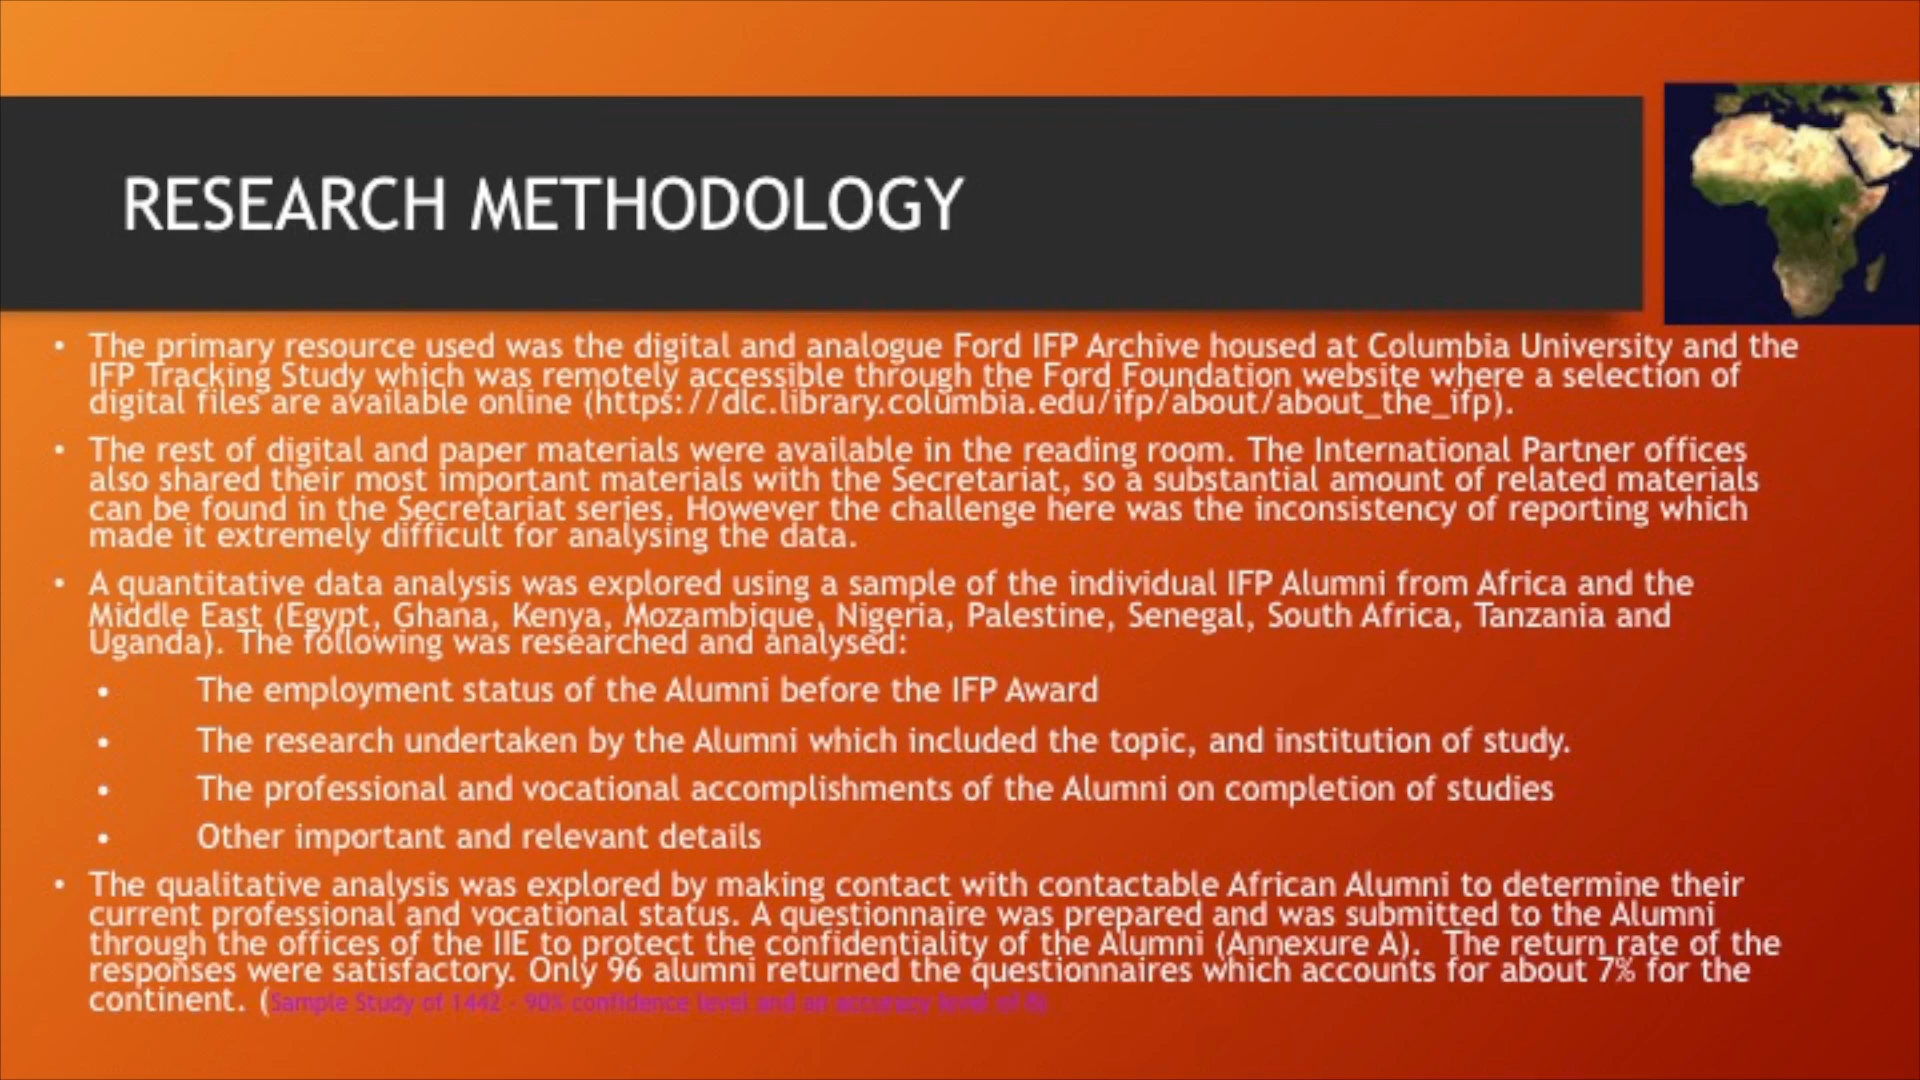 RESEARCH METHODOLOGY
• The primary resource used was the digital and analogue Ford IFP Archive housed at Columbia University and the
IFP Tracking Study which was remotely accessible through the Ford Foundation website where a selection of
digital files are available online (https://dlc.library.columbia.edu/ifp/about/about_the_ifp).
• The rest of digital and paper materials were available in the reading room. The International Partner offices
also shared their most important materials with the Secretariat, so a substantial amount of related materials
can be found in the Secretariat series. However the challenge here was the inconsistency of reporting which
made it extremely difficult for analysing the data.
• A quantitative data analysis was explored using a sample of the individual IFP Alumni from Africa and the
Middle East (Egypt, Ghana, Kenya, Mozambique, Nigeria, Palestine, Senegal, South Africa, Tanzania and
Uganda). The following was researched and analysed:
• The employment status of the Alumni before the IFP Award
• The research undertaken by the Alumni which included the topic, and institution of study.
• The professional and vocational accomplishments of the Alumni on completion of studies
• Other important and relevant details
• The qualitative analysis was explored by making contact with contactable African Alumni to determine their
current professional and vocational status. A questionnaire was prepared and was submitted to the Alumni
through the offices of the IIE to protect the confidentiality of the Alumni (Annexure A). The return rate of the
responses were satisfactory. Only 96 alumni returned the questionnaires which accounts for about 7% for the
continent. (Sample Study of 1442 - 90% confidence level and an accuracy level of